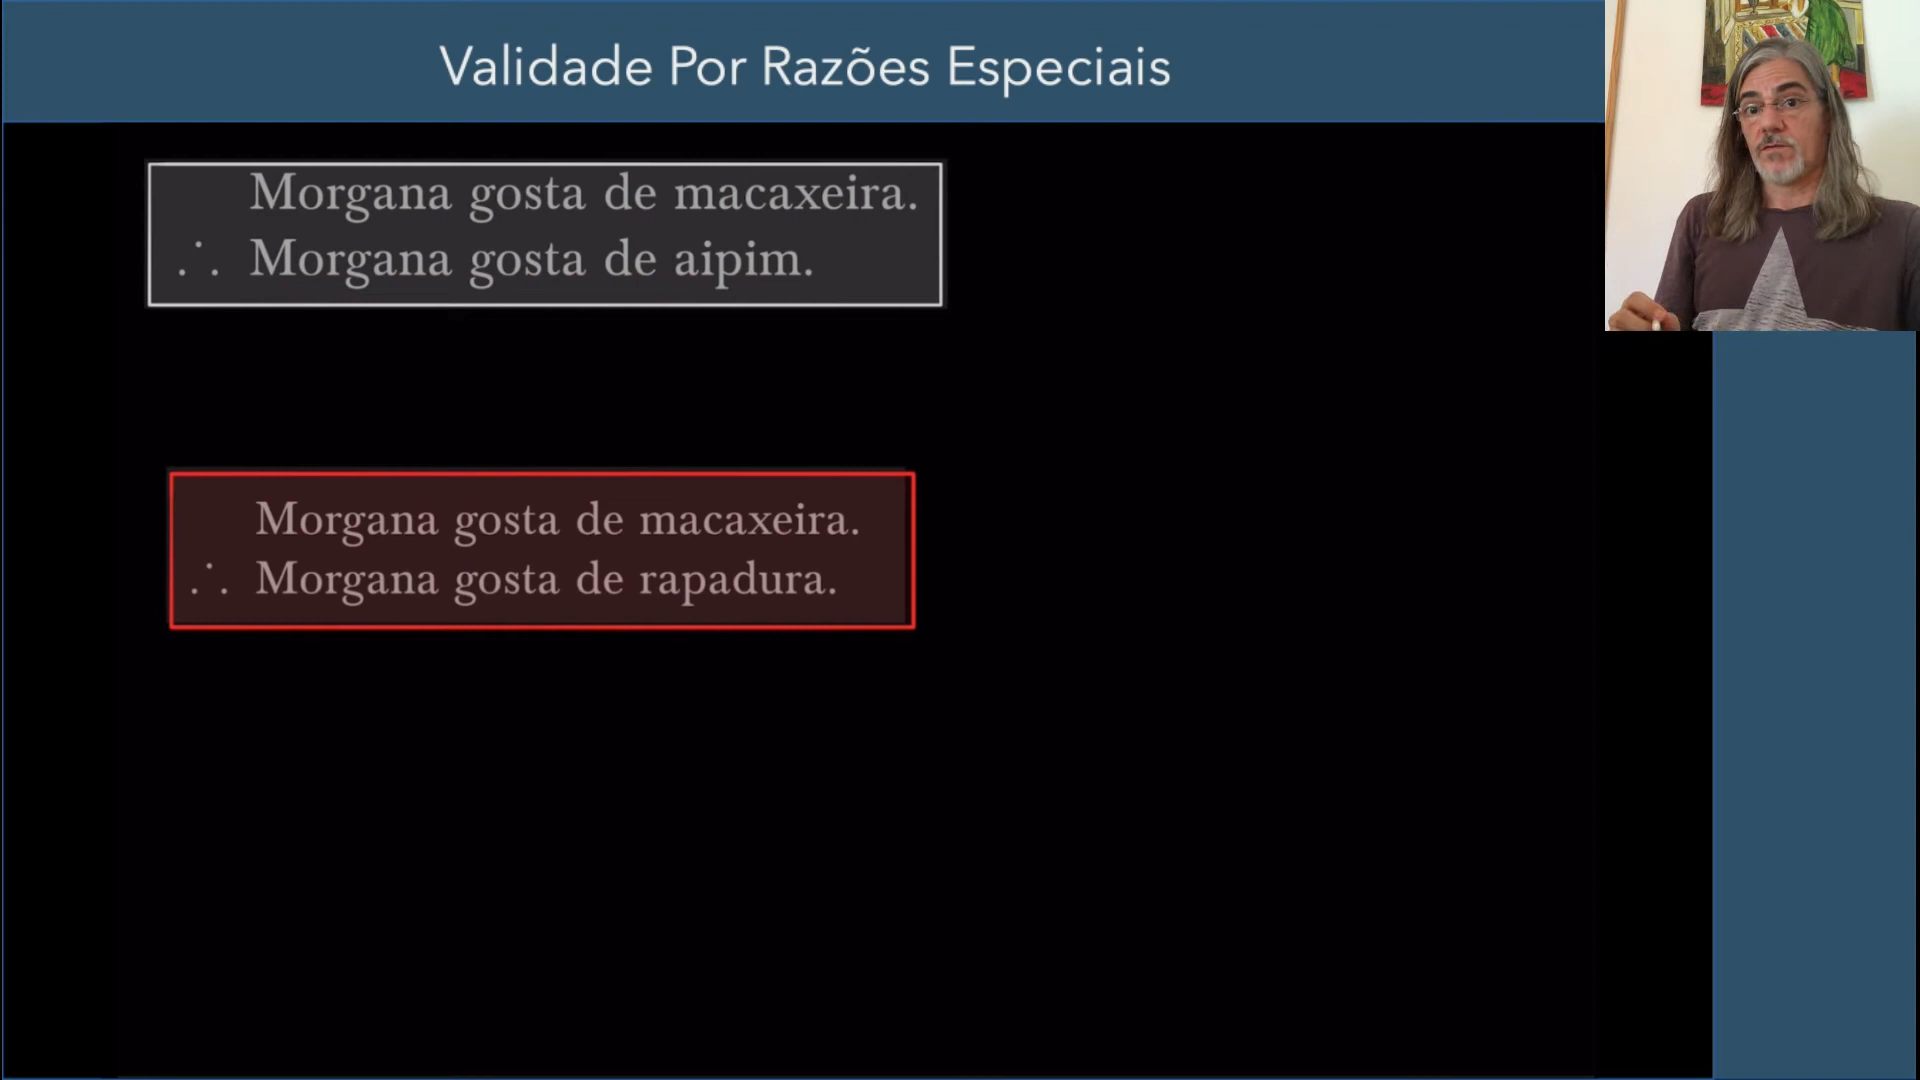 Validade Por Razões Especiais
Morgana gosta de macaxeira.
∴ Morgana gosta de aipim.
Morgana gosta de macaxeira.
∴ Morgana gosta de rapadura.